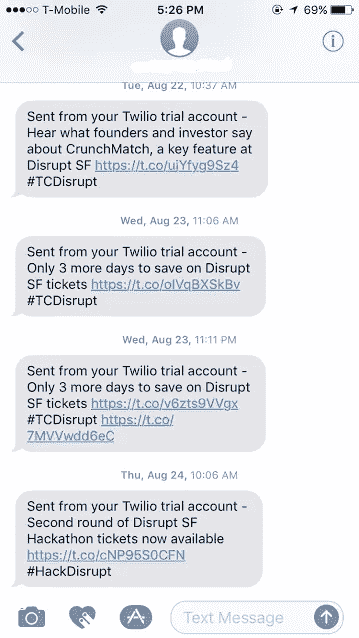 T-Mobile 5:26 PM 69%
Tue, Aug 22, 10:37 AM
Sent from your Twilio trial account -
Hear what founders and investor say
about CrunchMatch, a key feature at
Disrupt SF https://t.co/ujYfyg9Sz4
#TCDisrupt
Wed, Aug 23, 11:06 AM
Sent from your Twilio trial account -
Only 3 more days to save on Disrupt
SF tickets https://t.co/oIVqBXSkBv
#TCDisrupt
Wed, Aug 23, 11:11 PM
Sent from your Twilio trial account -
Only 3 more days to save on Disrupt
SF tickets https://t.co/v6zts9VVgx
#TCDisrupt https://t.co/
7MVVwdd6eC
Thu, Aug 24, 10:06 AM
Sent from your Twilio trial account -
Second round of Disrupt SF
Hackathon tickets now available
https://t.co/cNP95S0CFN
#HackDisrupt
Text Message